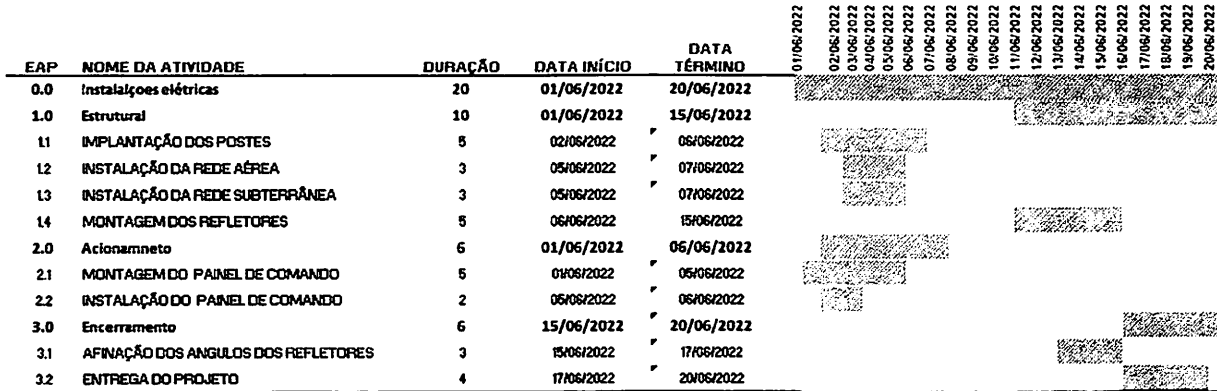 01/06/2022 02/06/2022 03/06/2022 04/06/2022 05/06/2022 06/06/2022 07/06/2022 08/06/2022 09/06/2022 10/06/2022 11/06/2022 12/06/2022 13/06/2022 14/06/2022 15/06/2022 16/06/2022 17/06/2022 18/06/2022 19/06/2022 20/06/2022
EAP NOME DA ATIVIDADE DURAÇÃO DATA INÍCIO DATA TÉRMINO
0.0 Instalalçoes elétricas 20 01/06/2022 20/06/2022
1.0 Estrutural 10 01/06/2022 15/06/2022
1.1 IMPLANTAÇÃO DOS POSTES 5 02/06/2022 06/06/2022
1.2 INSTALAÇÃO DA REDE AÉREA 3 05/06/2022 07/06/2022
1.3 INSTALAÇÃO DA REDE SUBTERRÂNEA 3 05/06/2022 07/06/2022
1.4 MONTAGEM DOS REFLETORES 5 06/06/2022 15/06/2022
2.0 Acionamneto 6 01/06/2022 06/06/2022
2.1 MONTAGEM DO PAINEL DE COMANDO 5 01/06/2022 05/06/2022
2.2 INSTALAÇÃO DO PAINEL DE COMANDO 2 05/06/2022 06/06/2022
3.0 Encerramento 6 15/06/2022 20/06/2022
3.1 AFINAÇÃO DOS ANGULOS DOS REFLETORES 3 15/06/2022 17/06/2022
3.2 ENTREGA DO PROJETO 4 17/06/2022 20/06/2022